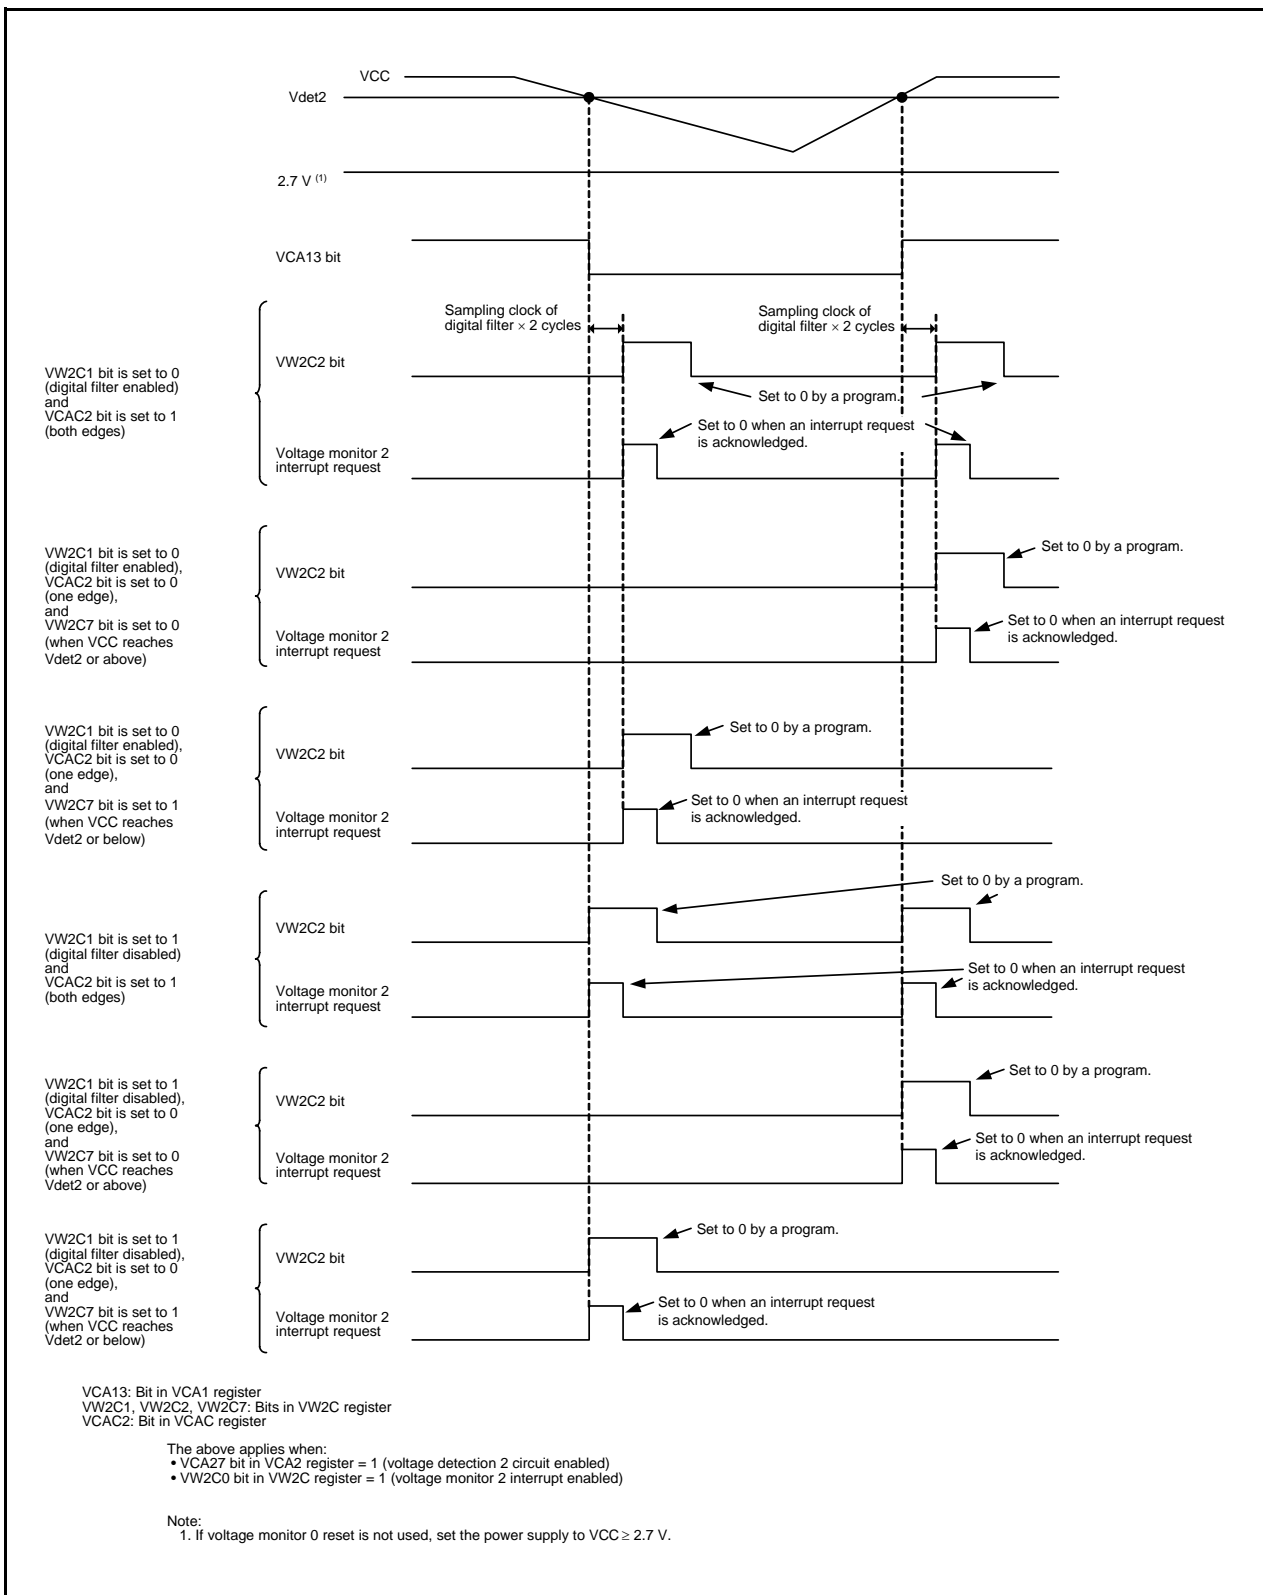 VCC
Vdet2
2.7 V (1)
VCA13 bit
Sampling clock of
digital filter × 2 cycles
Sampling clock of
digital filter × 2 cycles
VW2C1 bit is set to 0
(digital filter enabled)
and
VCAC2 bit is set to 1
(both edges)
VW2C2 bit
Set to 0 by a program.
Voltage monitor 2
interrupt request
Set to 0 when an interrupt request
is acknowledged.
VW2C1 bit is set to 0
(digital filter enabled),
VCAC2 bit is set to 0
(one edge),
and
VW2C7 bit is set to 0
(when VCC reaches
Vdet2 or above)
VW2C2 bit
Set to 0 by a program.
Voltage monitor 2
interrupt request
Set to 0 when an interrupt request
is acknowledged.
VW2C1 bit is set to 0
(digital filter enabled),
VCAC2 bit is set to 0
(one edge),
and
VW2C7 bit is set to 1
(when VCC reaches
Vdet2 or below)
VW2C2 bit
Set to 0 by a program.
Voltage monitor 2
interrupt request
Set to 0 when an interrupt request
is acknowledged.
VW2C1 bit is set to 1
(digital filter disabled)
and
VCAC2 bit is set to 1
(both edges)
VW2C2 bit
Set to 0 by a program.
Voltage monitor 2
interrupt request
Set to 0 when an interrupt request
is acknowledged.
VW2C1 bit is set to 1
(digital filter disabled),
VCAC2 bit is set to 0
(one edge),
and
VW2C7 bit is set to 0
(when VCC reaches
Vdet2 or above)
VW2C2 bit
Set to 0 by a program.
Voltage monitor 2
interrupt request
Set to 0 when an interrupt request
is acknowledged.
VW2C1 bit is set to 1
(digital filter disabled),
VCAC2 bit is set to 0
(one edge),
and
VW2C7 bit is set to 1
(when VCC reaches
Vdet2 or below)
VW2C2 bit
Set to 0 by a program.
Voltage monitor 2
interrupt request
Set to 0 when an interrupt request
is acknowledged.
VCA13: Bit in VCA1 register
VW2C1, VW2C2, VW2C7: Bits in VW2C register
VCAC2: Bit in VCAC register
The above applies when:
• VCA27 bit in VCA2 register = 1 (voltage detection 2 circuit enabled)
• VW2C0 bit in VW2C register = 1 (voltage monitor 2 interrupt enabled)
Note:
1. If voltage monitor 0 reset is not used, set the power supply to VCC ≥ 2.7 V.